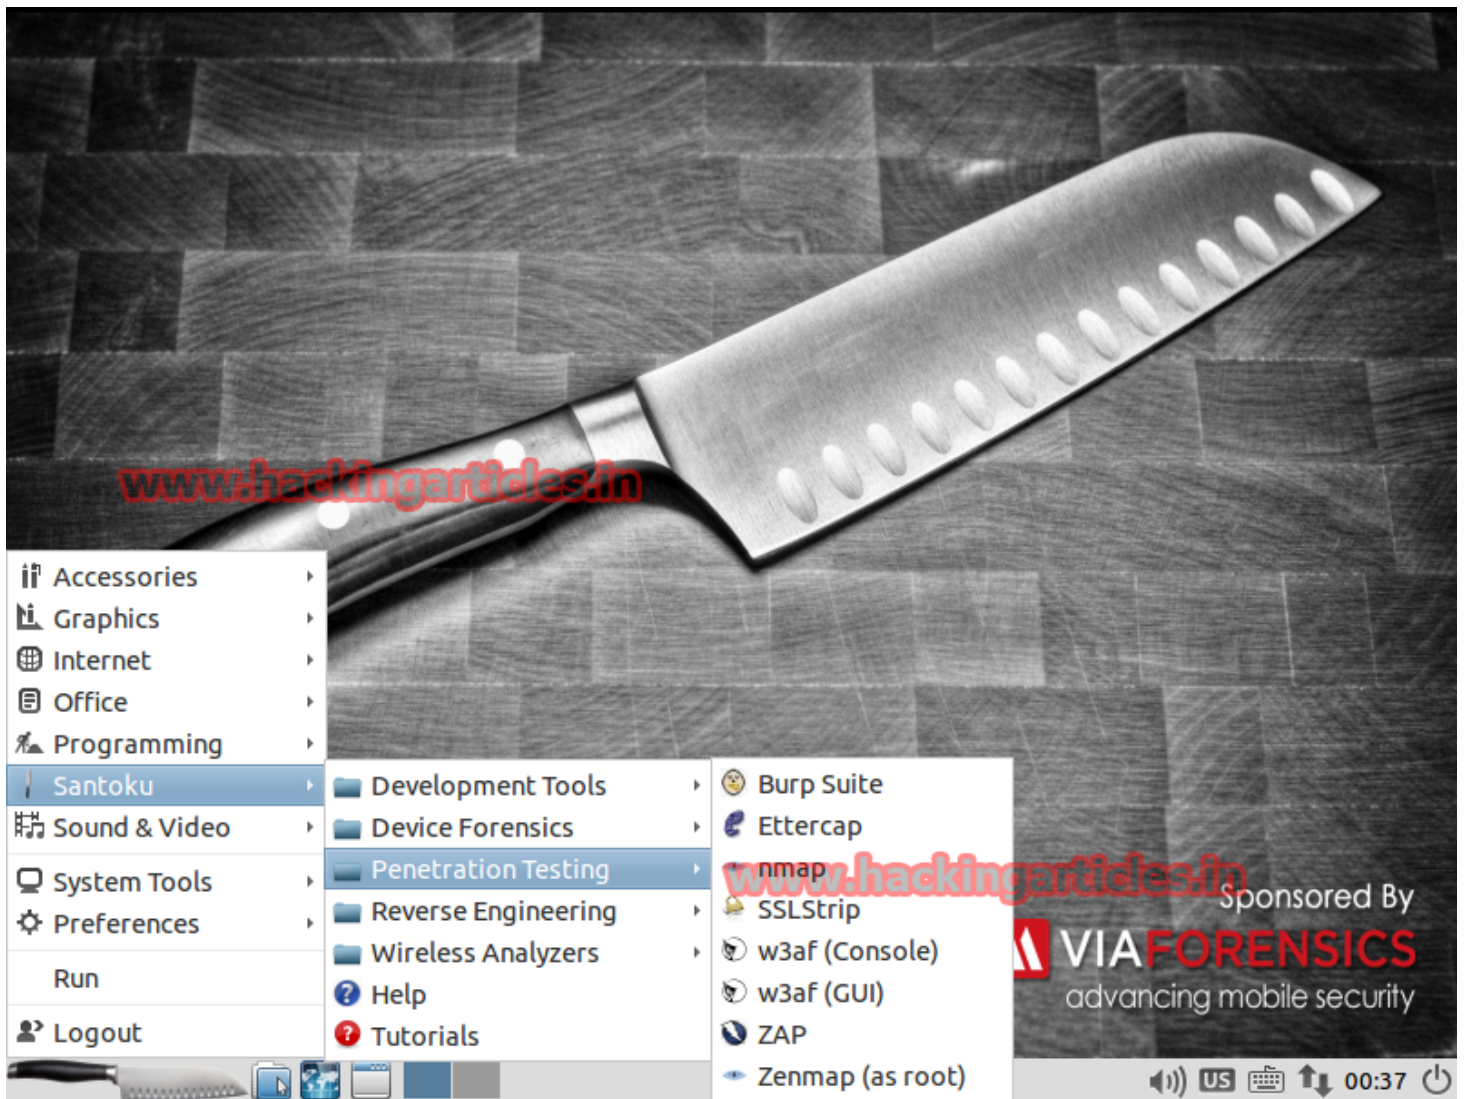 www.hackingarticles.in
Accessories
Graphics
Internet
Office
Programming
Santoku
Sound & Video
System Tools
Preferences
Run
Logout
Development Tools
Device Forensics
Penetration Testing
Reverse Engineering
Wireless Analyzers
Help
Tutorials
Burp Suite
Ettercap
nmap
SSLStrip
w3af (Console)
w3af (GUI)
ZAP
Zenmap (as root)
www.hackingarticles.in
Sponsored By
VIAFORENSICS
advancing mobile security
US
00:37